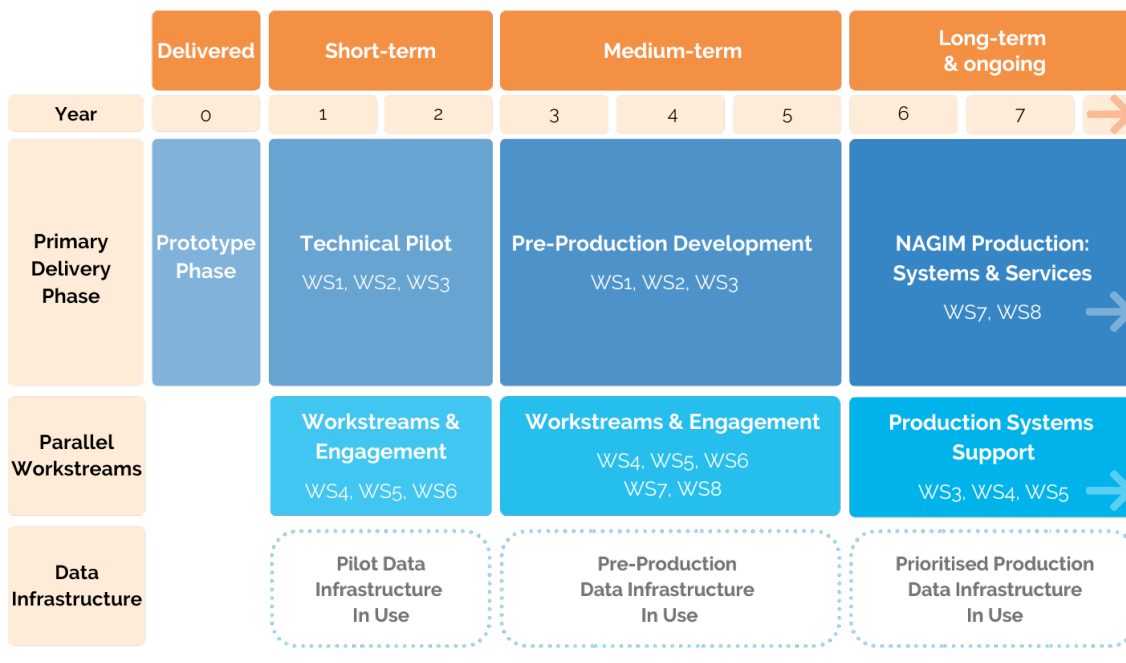 Delivered
Short-term
Medium-term
Long-term
& ongoing
Year
0
1
2
3
4
5
6
7
Primary
Delivery
Phase
Prototype
Phase
Technical Pilot
WS1, WS2, WS3
Pre-Production Development
WS1, WS2, WS3
NAGIM Production:
Systems & Services
WS7, WS8
Parallel
Workstreams
Workstreams &
Engagement
WS4, WS5, WS6
Workstreams & Engagement
WS4, WS5, WS6
WS7, WS8
Production Systems
Support
WS3, WS4, WS5
Data
Infrastructure
Pilot Data
Infrastructure
In Use
Pre-Production
Data Infrastructure
In Use
Prioritised Production
Data Infrastructure
In Use